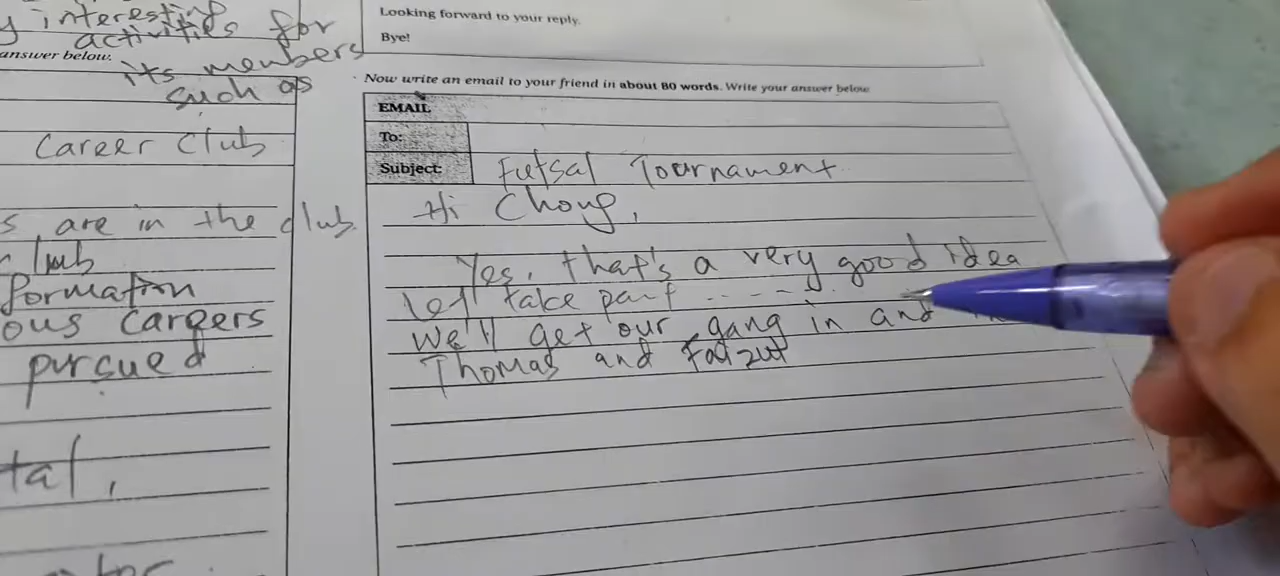 y interesting
activities for
answer below.
its members
such as
Career Club
s, are in the club.
formation
ous careers
pursued
tal,
Looking forward to your reply.
Bye!
Now write an email to your friend in about 80 words. Write your answer below
EMAIL
To:
Subject: Futsal Tournament
Hi Chong,
Yes, that's a very good idea
let take part ......
we'll get our gang in and
Thomas and Faizul